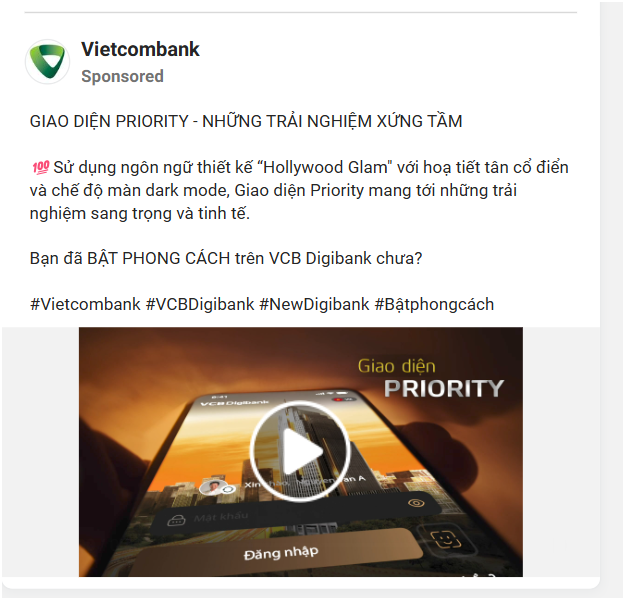 Vietcombank
Sponsored
GIAO DIỆN PRIORITY - NHỮNG TRẢI NGHIỆM XỨNG TẦM
💯 Sử dụng ngôn ngữ thiết kế “Hollywood Glam" với hoạ tiết tân cổ điển
và chế độ màn dark mode, Giao diện Priority mang tới những trải
nghiệm sang trọng và tinh tế.
Bạn đã BẬT PHONG CÁCH trên VCB Digibank chưa?
#Vietcombank #VCBDigibank #NewDigibank #Bậtphongcách
Giao diện
PRIORITY
VCB Digibank
Mật khẩu
Đăng nhập